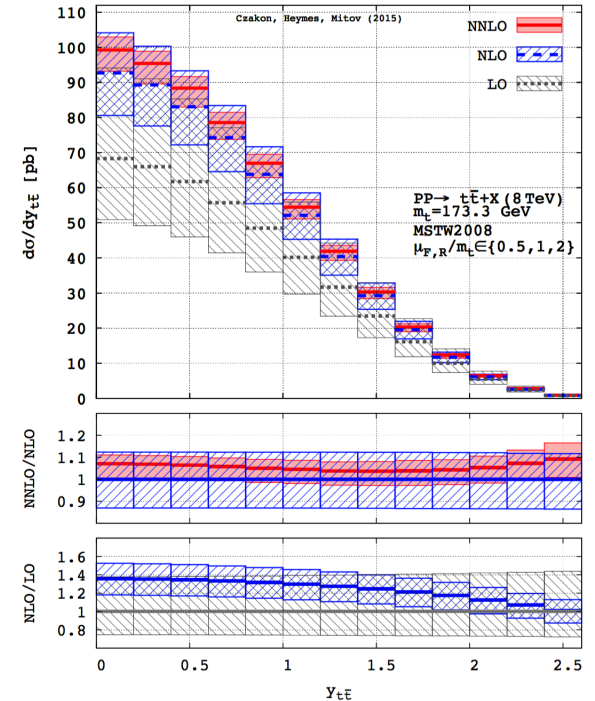 Czakon, Heymes, Mitov (2015)
NNLO
NLO
LO
PP→ tt̅+X (8 TeV)
mₜ=173.3 GeV
MSTW2008
μ_F,R/mₜ∈{0.5,1,2}
dσ/dy_tt̅ [pb]
110
100
90
80
70
60
50
40
30
20
10
0
NNLO/NLO
1.2
1.1
1
0.9
NLO/LO
1.6
1.4
1.2
1
0.8
0 0.5 1 1.5 2 2.5
y_tt̅